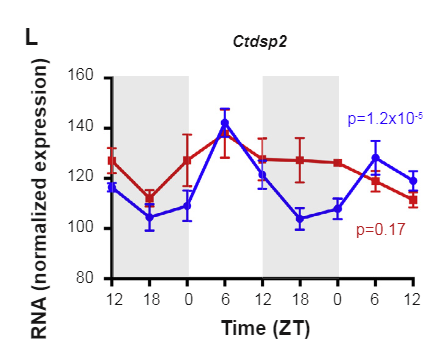 L
Ctdsp2
RNA (normalized expression)
160
140
120
100
80
p=1.2x10-5
p=0.17
12 18 0 6 12 18 0 6 12
Time (ZT)